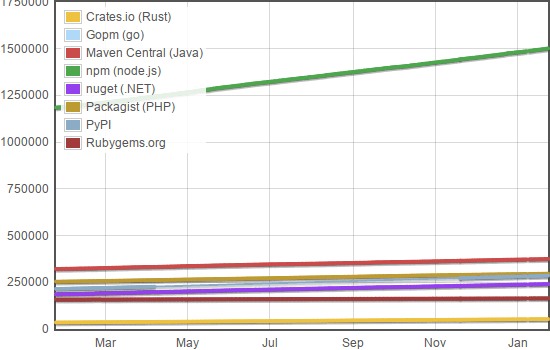 1750000
Crates.io (Rust)
Gopm (go)
1500000
Maven Central (Java)
npm (node.js)
nuget (.NET)
1250000
Packagist (PHP)
PyPI
Rubygems.org
1000000
750000
500000
250000
0
Mar May Jul Sep Nov Jan